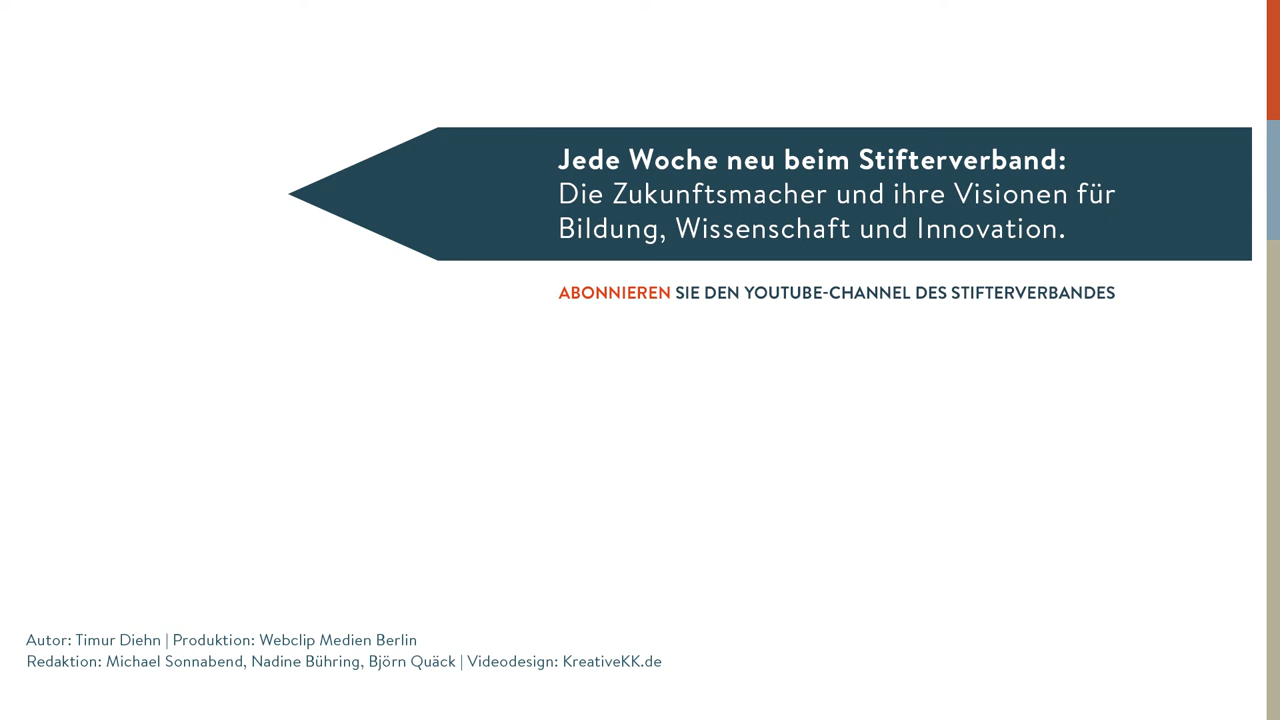 Jede Woche neu beim Stifterverband:
Die Zukunftsmacher und ihre Visionen für
Bildung, Wissenschaft und Innovation.
ABONNIEREN SIE DEN YOUTUBE-CHANNEL DES STIFTERVERBANDES
Autor: Timur Diehn | Produktion: Webclip Medien Berlin
Redaktion: Michael Sonnabend, Nadine Bühring, Björn Quäck | Videodesign: KreativeKK.de